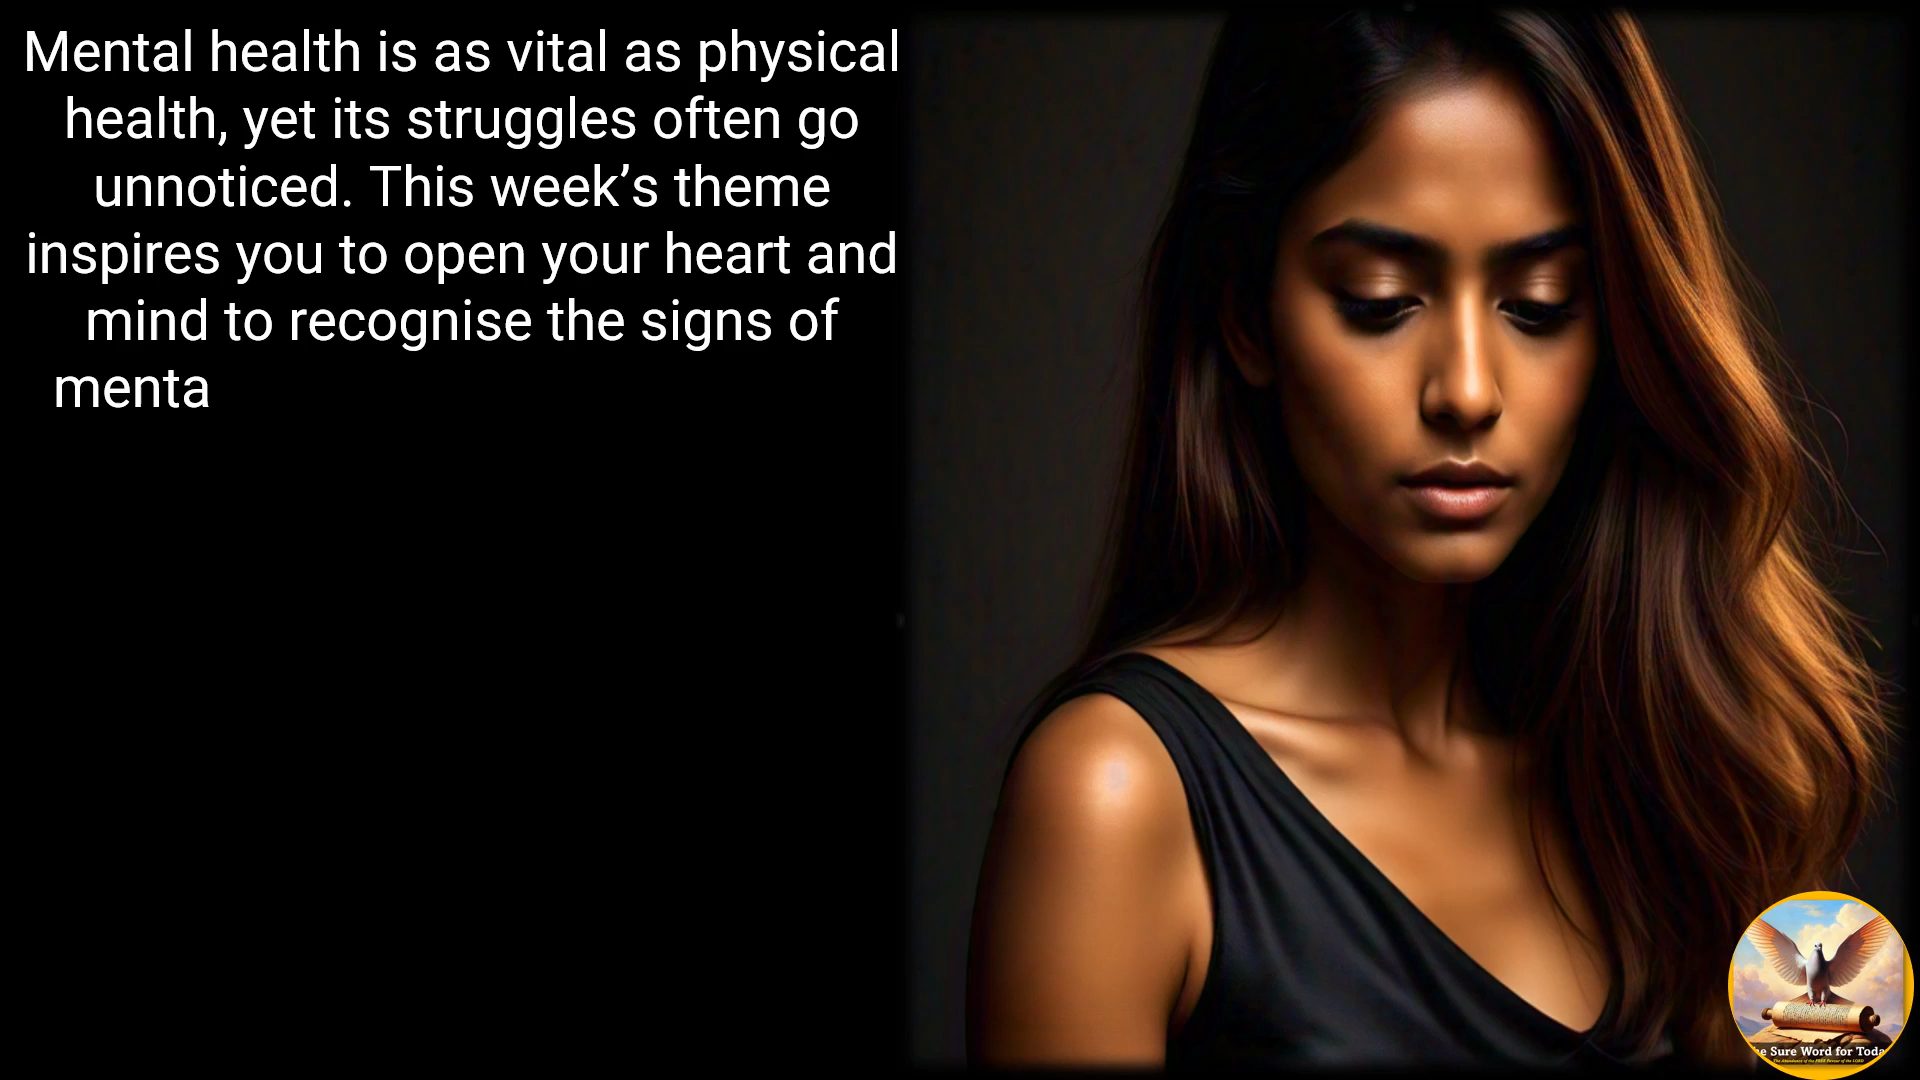 Mental health is as vital as physical
health, yet its struggles often go
unnoticed. This week’s theme
inspires you to open your heart and
mind to recognise the signs of
menta
he Sure Word for Toda